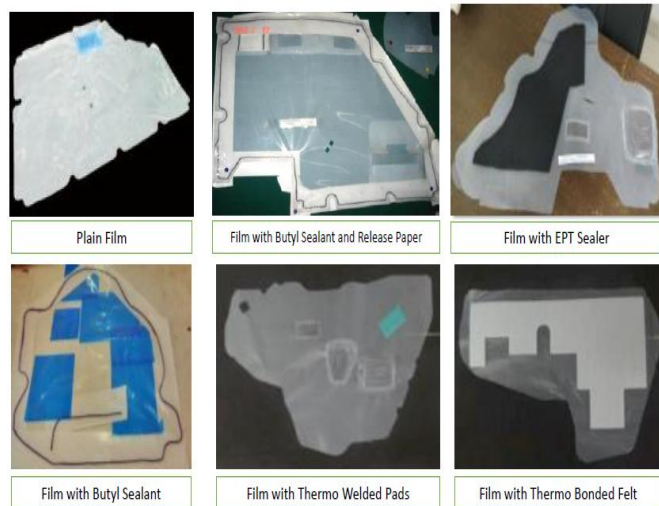 Plain Film
Film with Butyl Sealant and Release Paper
Film with EPT Sealer
Film with Butyl Sealant
Film with Thermo Welded Pads
Film with Thermo Bonded Felt